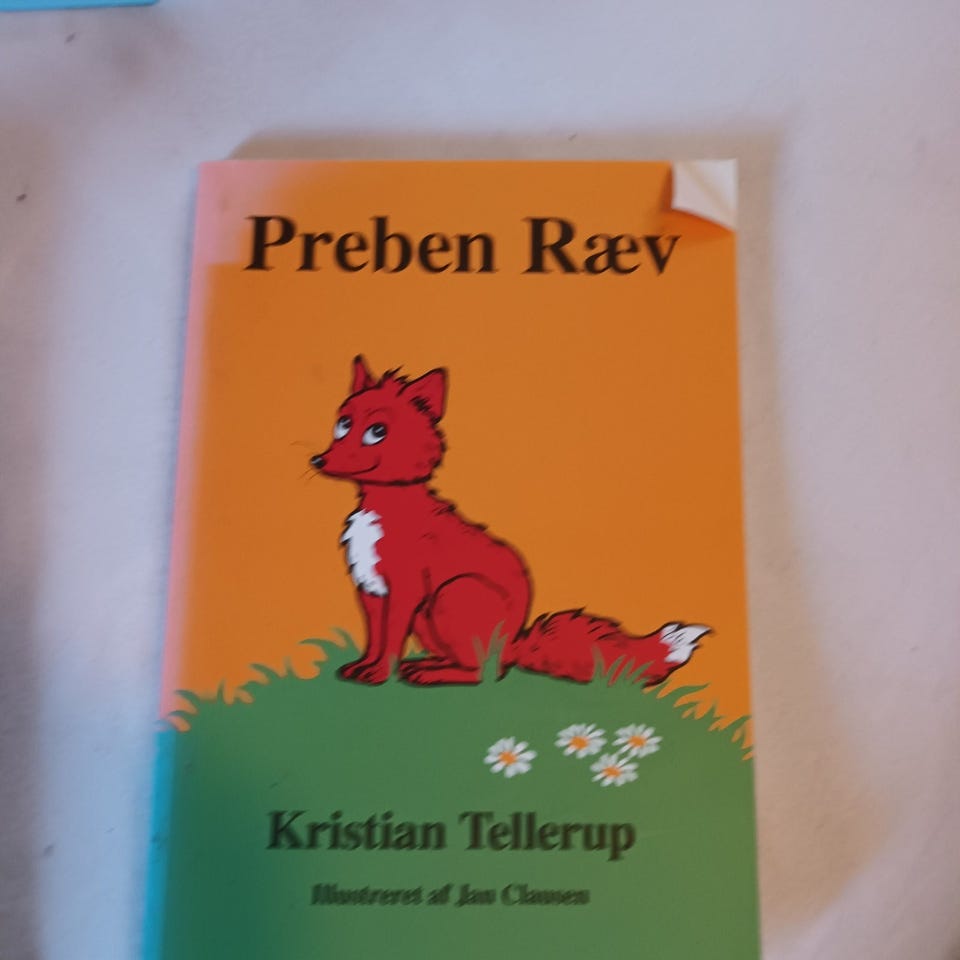 Preben Ræv
Kristian Tellerup
Illustreret af Jan Clausen